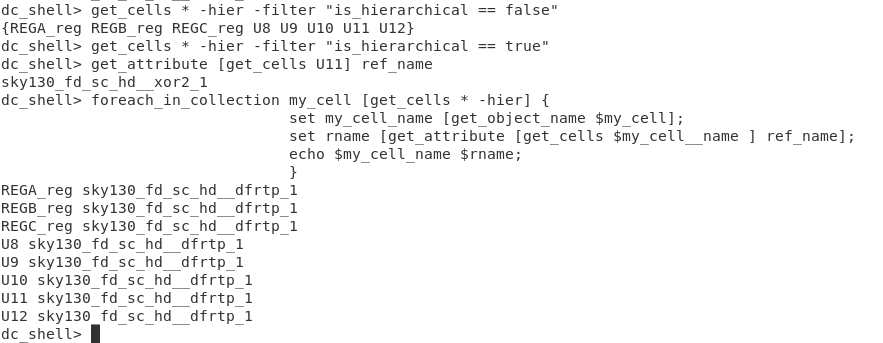 dc_shell> get_cells * -hier -filter "is_hierarchical == false"
{REGA_reg REGB_reg REGC_reg U8 U9 U10 U11 U12}
dc_shell> get_cells * -hier -filter "is_hierarchical == true"
dc_shell> get_attribute [get_cells U11] ref_name
sky130_fd_sc_hd__xor2_1
dc_shell> foreach_in_collection my_cell [get_cells * -hier] {
set my_cell_name [get_object_name $my_cell];
set rname [get_attribute [get_cells $my_cell__name ] ref_name];
echo $my_cell_name $rname;
}
REGA_reg sky130_fd_sc_hd__dfrtp_1
REGB_reg sky130_fd_sc_hd__dfrtp_1
REGC_reg sky130_fd_sc_hd__dfrtp_1
U8 sky130_fd_sc_hd__dfrtp_1
U9 sky130_fd_sc_hd__dfrtp_1
U10 sky130_fd_sc_hd__dfrtp_1
U11 sky130_fd_sc_hd__dfrtp_1
U12 sky130_fd_sc_hd__dfrtp_1
dc_shell>